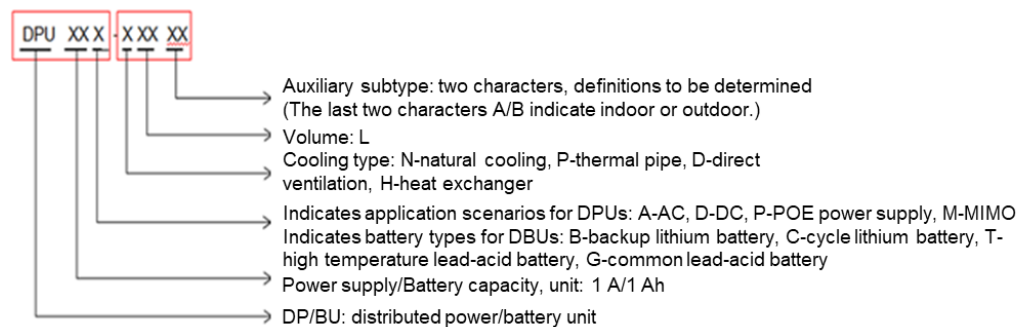 DPU XX X - X XX XX
Auxiliary subtype: two characters, definitions to be determined
(The last two characters A/B indicate indoor or outdoor.)
Volume: L
Cooling type: N-natural cooling, P-thermal pipe, D-direct
ventilation, H-heat exchanger
Indicates application scenarios for DPUs: A-AC, D-DC, P-POE power supply, M-MIMO
Indicates battery types for DBUs: B-backup lithium battery, C-cycle lithium battery, T-
high temperature lead-acid battery, G-common lead-acid battery
Power supply/Battery capacity, unit: 1 A/1 Ah
DP/BU: distributed power/battery unit